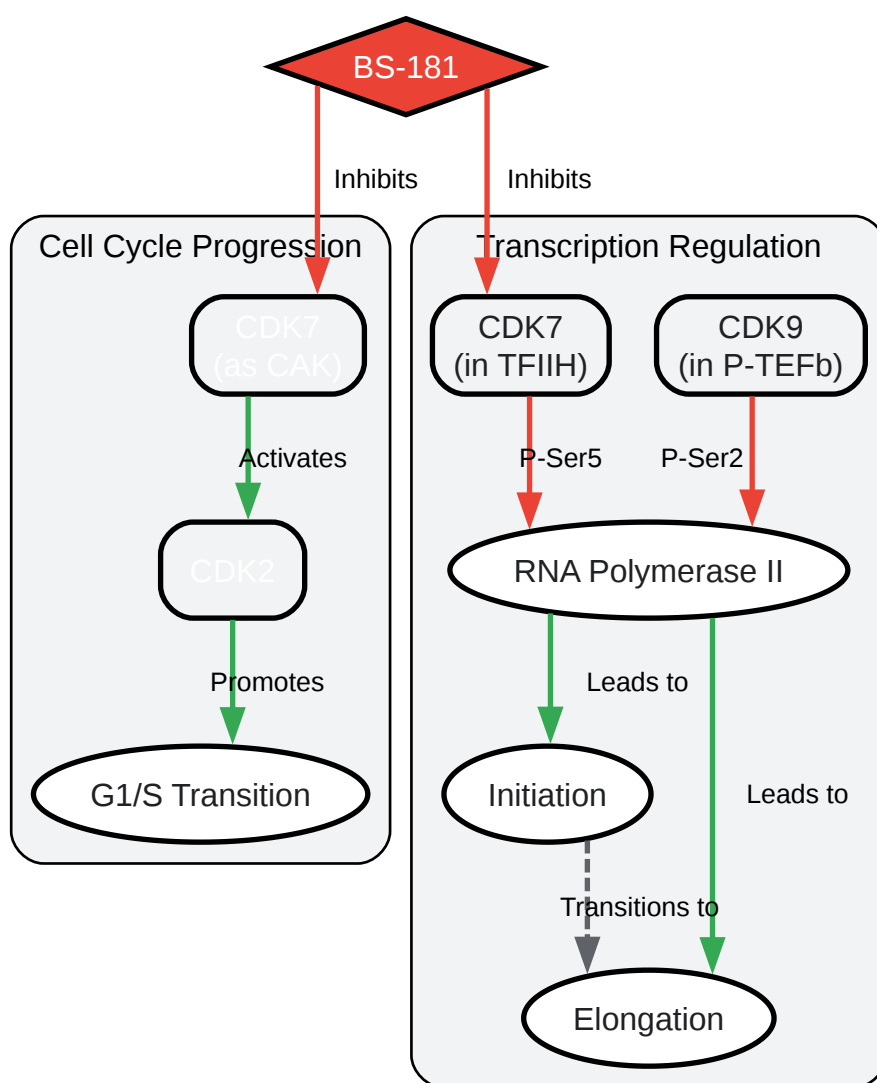 BS-181
Inhibits
Inhibits
Cell Cycle Progression
Transcription Regulation
CDK7
(as CAK)
CDK7
(in TFIIH)
CDK9
(in P-TEFb)
Activates
P-Ser5
P-Ser2
CDK2
RNA Polymerase II
Promotes
Leads to
G1/S Transition
Initiation
Leads to
Transitions to
Elongation